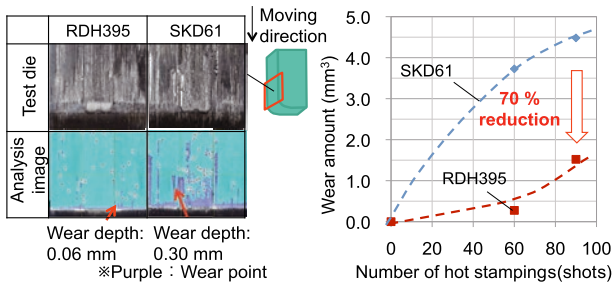 RDH395 SKD61
Moving
direction
Test die
Analysis
image
Wear depth:
0.06 mm
Wear depth:
0.30 mm
※Purple：Wear point
Wear amount (mm³)
5.0
4.0
3.0
2.0
1.0
0.0
SKD61
70 %
reduction
RDH395
0 20 40 60 80 100
Number of hot stampings(shots)